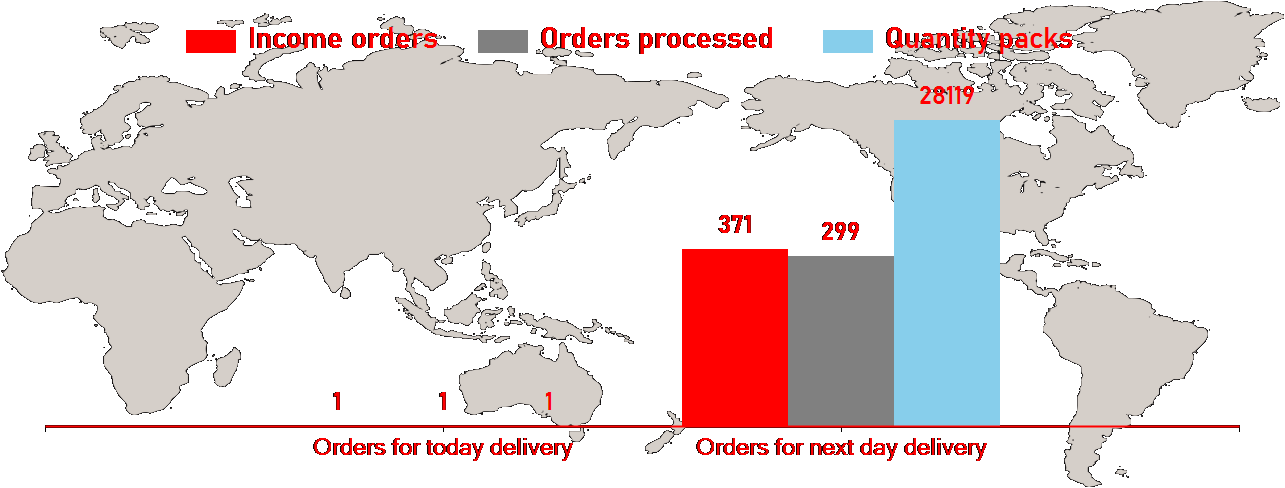 Income orders
Orders processed
Quantity packs
28119
371
299
1
1
1
Orders for today delivery
Orders for next day delivery